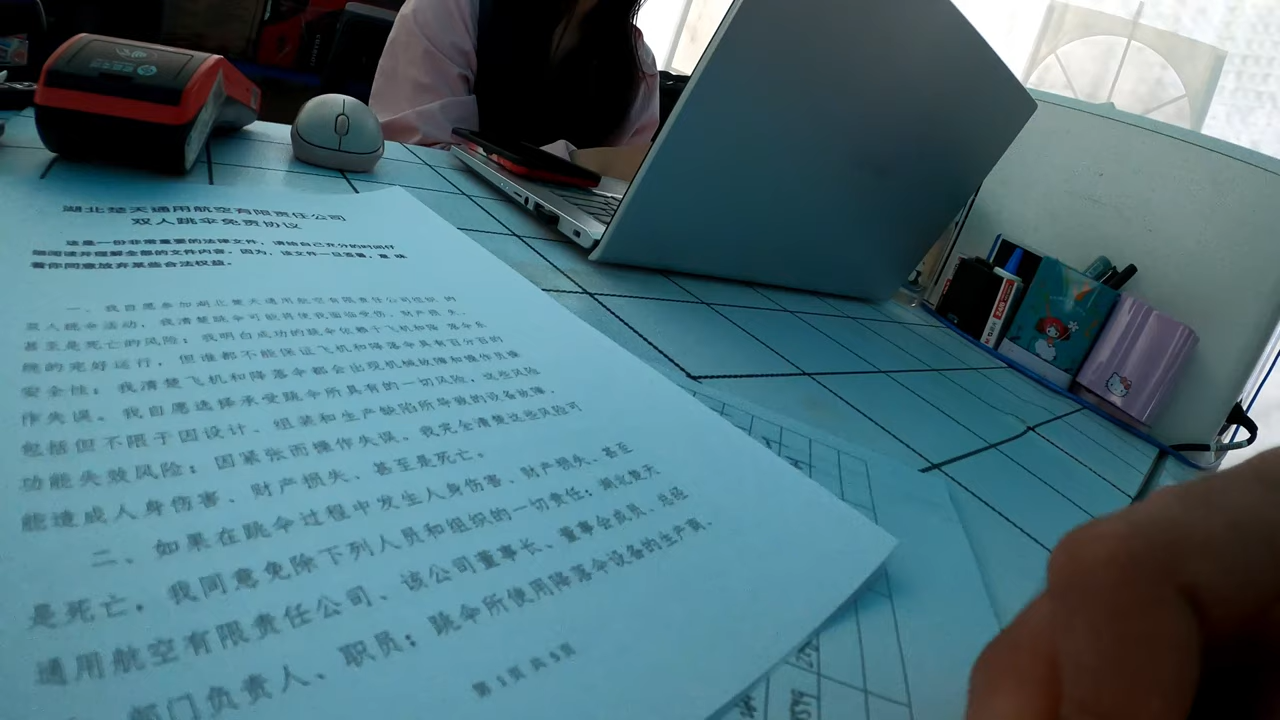 湖北楚天通用航空有限责任公司
双人跳伞免责协议
这是一份非常重要的法律文件，请给自己充分的时间仔
细阅读并理解全部的文件内容。因为，该文件一旦签署，意味
着你同意放弃某些合法权益。
一、我自愿参加湖北楚天通用航空有限责任公司组织的
双人跳伞活动，我清楚跳伞可能将使我面临受伤、财产损失、
甚至是死亡的风险；我明白成功的跳伞依赖于飞机和降落伞系
统的完好运行，但谁都不能保证飞机和降落伞具有百分百的
安全性；我清楚飞机和降落伞都会出现机械故障和操作员操
作失误。我自愿选择承受跳伞所具有的一切风险，这些风险
包括但不限于因设计、组装和生产缺陷所导致的设备故障，
功能失效风险；因紧张而操作失误。我完全清楚这些风险可
能造成人身伤害、财产损失、甚至是死亡。
二、如果在跳伞过程中发生人身伤害、财产损失、甚至
是死亡，我同意免除下列人员和组织的一切责任：湖北楚天
通用航空有限责任公司、该公司董事长、董事会成员、总经
部门负责人、职员；跳伞所使用降落伞设备的生产商、
第1页共5页